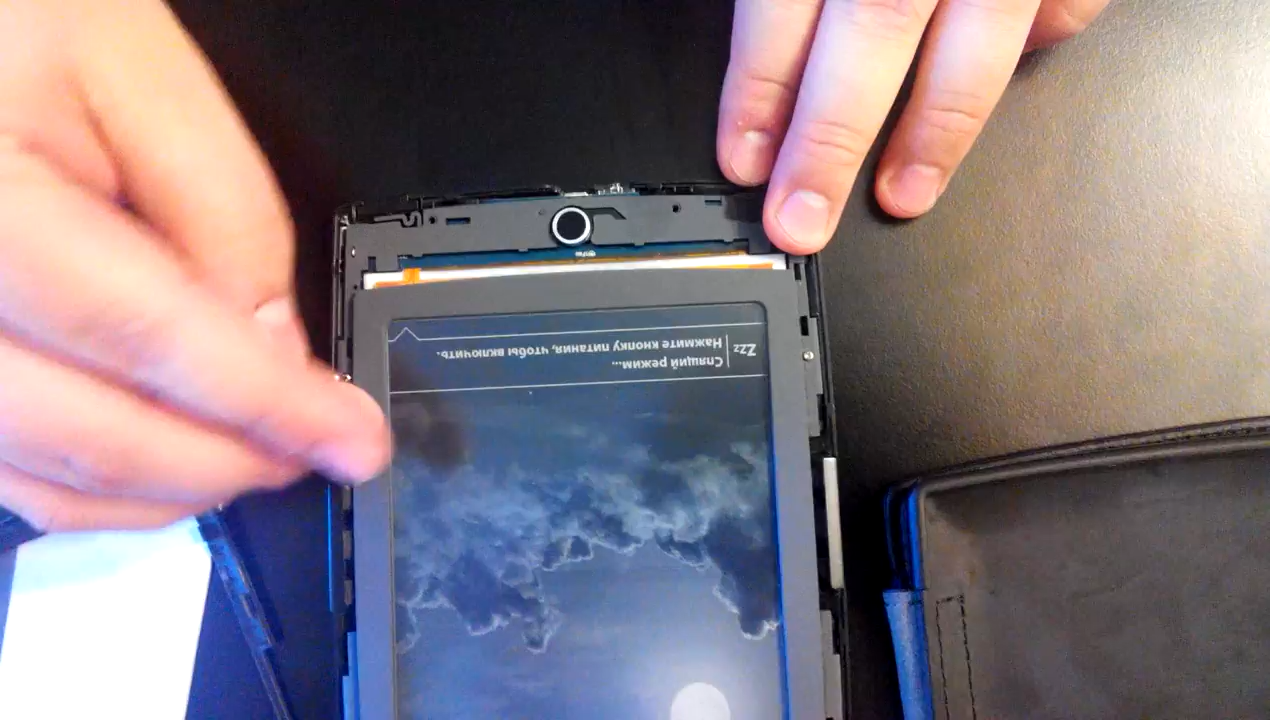 Zzz
Спящий режим...
Нажмите кнопку питания, чтобы включить.